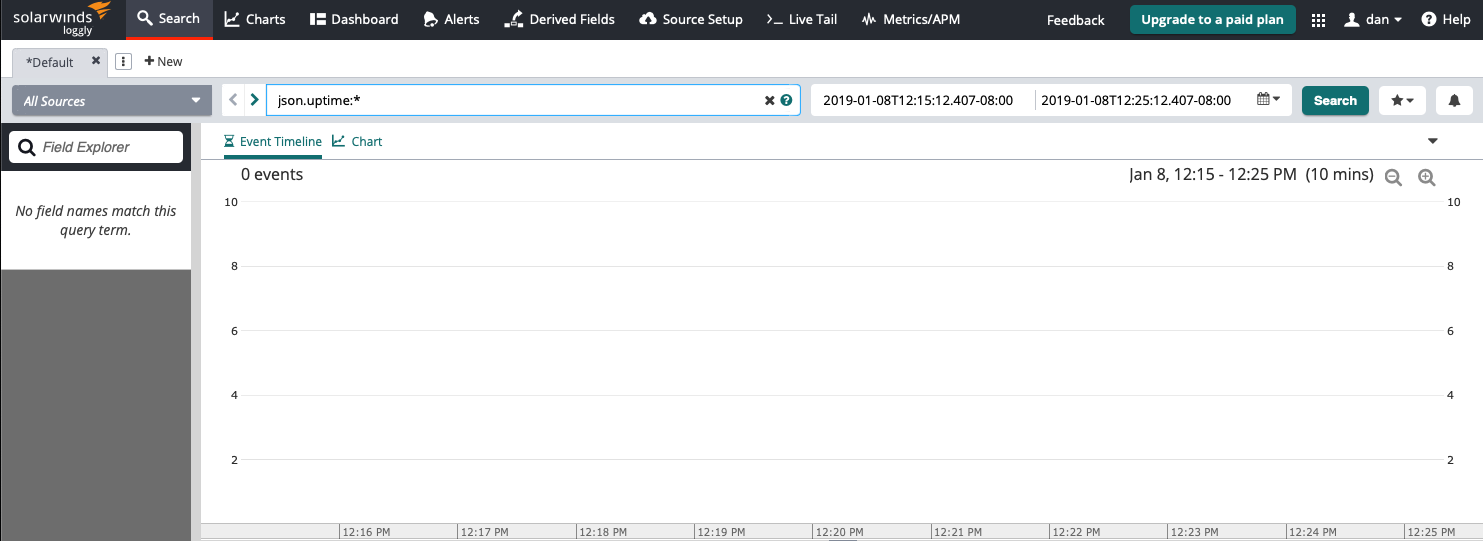 solarwinds
loggly
Search Charts Dashboard Alerts Derived Fields Source Setup Live Tail Metrics/APM Feedback Upgrade to a paid plan dan Help
*Default New
All Sources json.uptime:* 2019-01-08T12:15:12.407-08:00 2019-01-08T12:25:12.407-08:00 Search
Field Explorer
Event Timeline Chart
No field names match this
query term.
0 events Jan 8, 12:15 - 12:25 PM (10 mins)
10 10
8 8
6 6
4 4
2 2
12:16 PM 12:17 PM 12:18 PM 12:19 PM 12:20 PM 12:21 PM 12:22 PM 12:23 PM 12:24 PM 12:25 PM